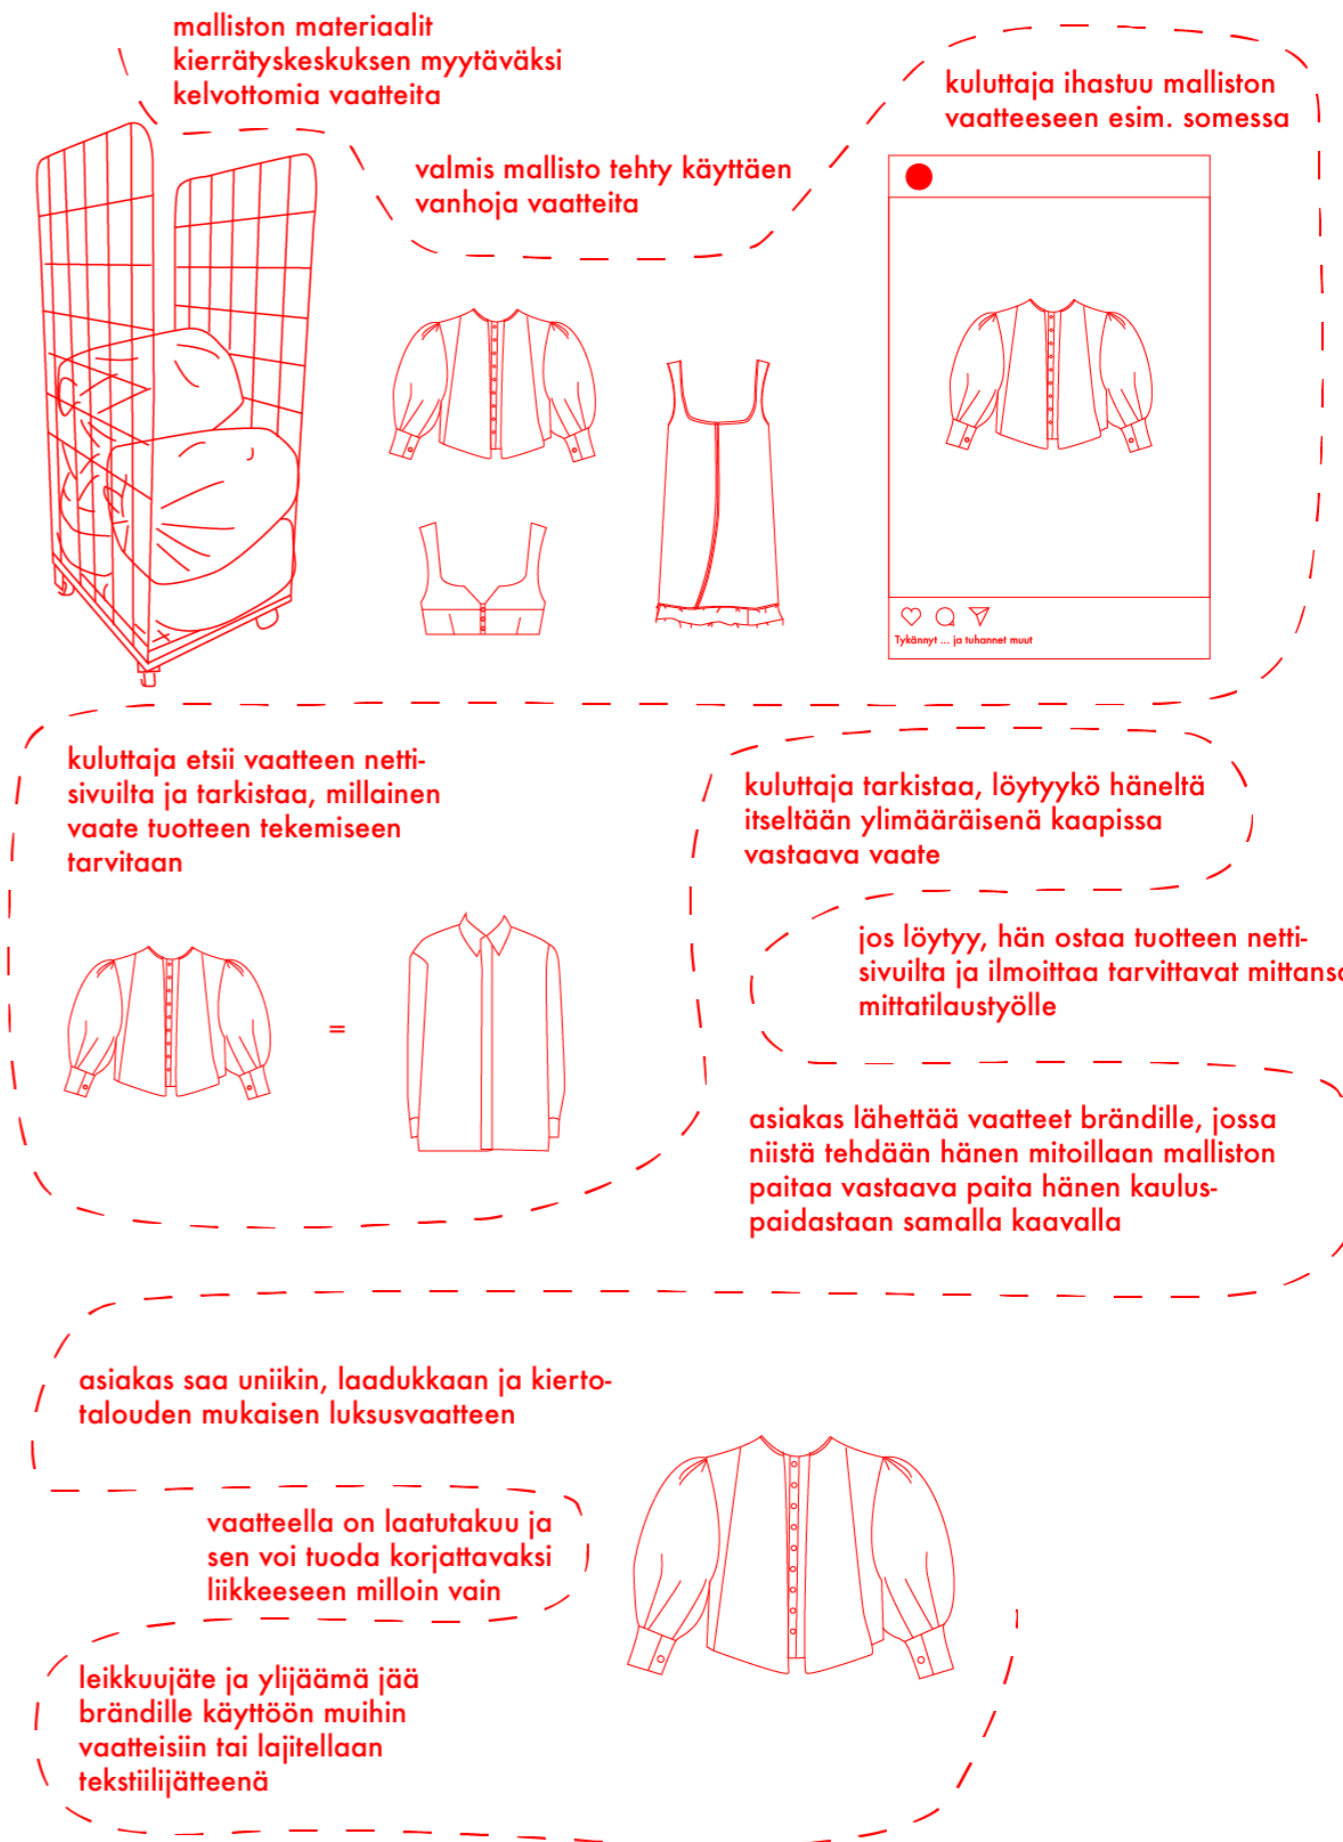 malliston materiaalit
kierrätyskeskuksen myytäväksi
kelvottomia vaatteita
valmis mallisto tehty käyttäen
vanhoja vaatteita
kuluttaja ihastuu malliston
vaatteeseen esim. somessa
Tykännyt ... ja tuhannet muut
kuluttaja etsii vaatteen netti-
sivuilta ja tarkistaa, millainen
vaate tuotteen tekemiseen
tarvitaan
=
kuluttaja tarkistaa, löytyykö häneltä
itseltään ylimääräisenä kaapissa
vastaava vaate
jos löytyy, hän ostaa tuotteen netti-
sivuilta ja ilmoittaa tarvittavat mittansa
mittatilaustyölle
asiakas lähettää vaatteet brändille, jossa
niistä tehdään hänen mitoillaan malliston
paitaa vastaava paita hänen kaulus-
paidastaan samalla kaavalla
asiakas saa uniikin, laadukkaan ja kierto-
talouden mukaisen luksusvaatteen
vaatteella on laatutakuu ja
sen voi tuoda korjattavaksi
liikkeeseen milloin vain
leikkuujäte ja ylijäämä jää
brändille käyttöön muihin
vaatteisiin tai lajitellaan
tekstiilijätteenä